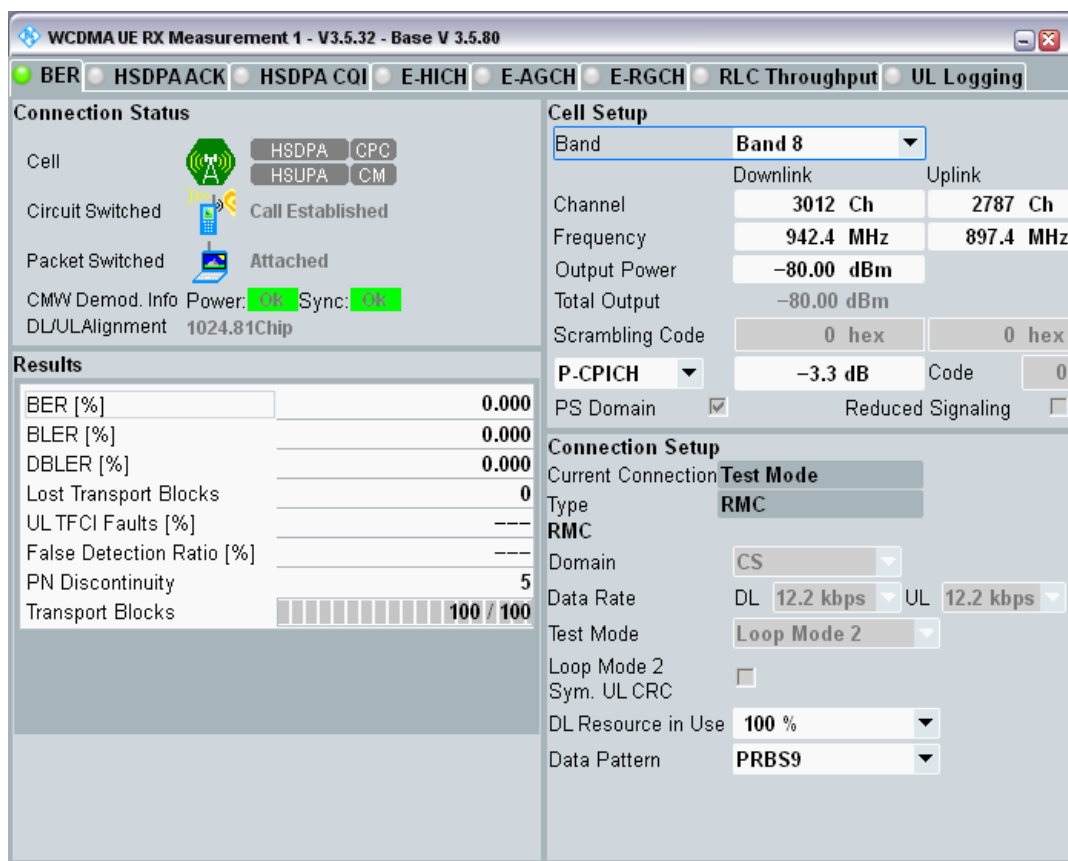 WCDMA UE RX Measurement 1 - V3.5.32 - Base V 3.5.80
BER HSDPA ACK HSDPA CQI E-HICH E-AGCH E-RGCH RLC Throughput UL Logging
Connection Status
Cell HSDPA CPC
HSUPA CM
Circuit Switched Call Established
Packet Switched Attached
CMW Demod. Info Power: Ok Sync: Ok
DL/ULAlignment 1024.81Chip
Results
BER [%] 0.000
BLER [%] 0.000
DBLER [%] 0.000
Lost Transport Blocks 0
UL TFCI Faults [%] ---
False Detection Ratio [%] ---
PN Discontinuity 5
Transport Blocks 100 / 100
Cell Setup
Band Band 8
Downlink Uplink
Channel 3012 Ch 2787 Ch
Frequency 942.4 MHz 897.4 MHz
Output Power −80.00 dBm
Total Output −80.00 dBm
Scrambling Code 0 hex 0 hex
P-CPICH −3.3 dB Code 0
PS Domain Reduced Signaling
Connection Setup
Current Connection Test Mode
Type RMC
RMC
Domain CS
Data Rate DL 12.2 kbps UL 12.2 kbps
Test Mode Loop Mode 2
Loop Mode 2
Sym. UL CRC
DL Resource in Use 100 %
Data Pattern PRBS9